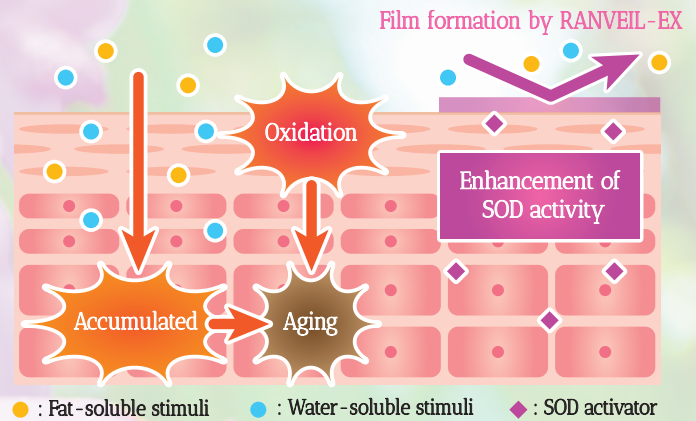 Film formation by RANVEIL-EX
Oxidation
Enhancement of
SOD activity
Accumulated
Aging
: Fat-soluble stimuli
: Water-soluble stimuli
: SOD activator